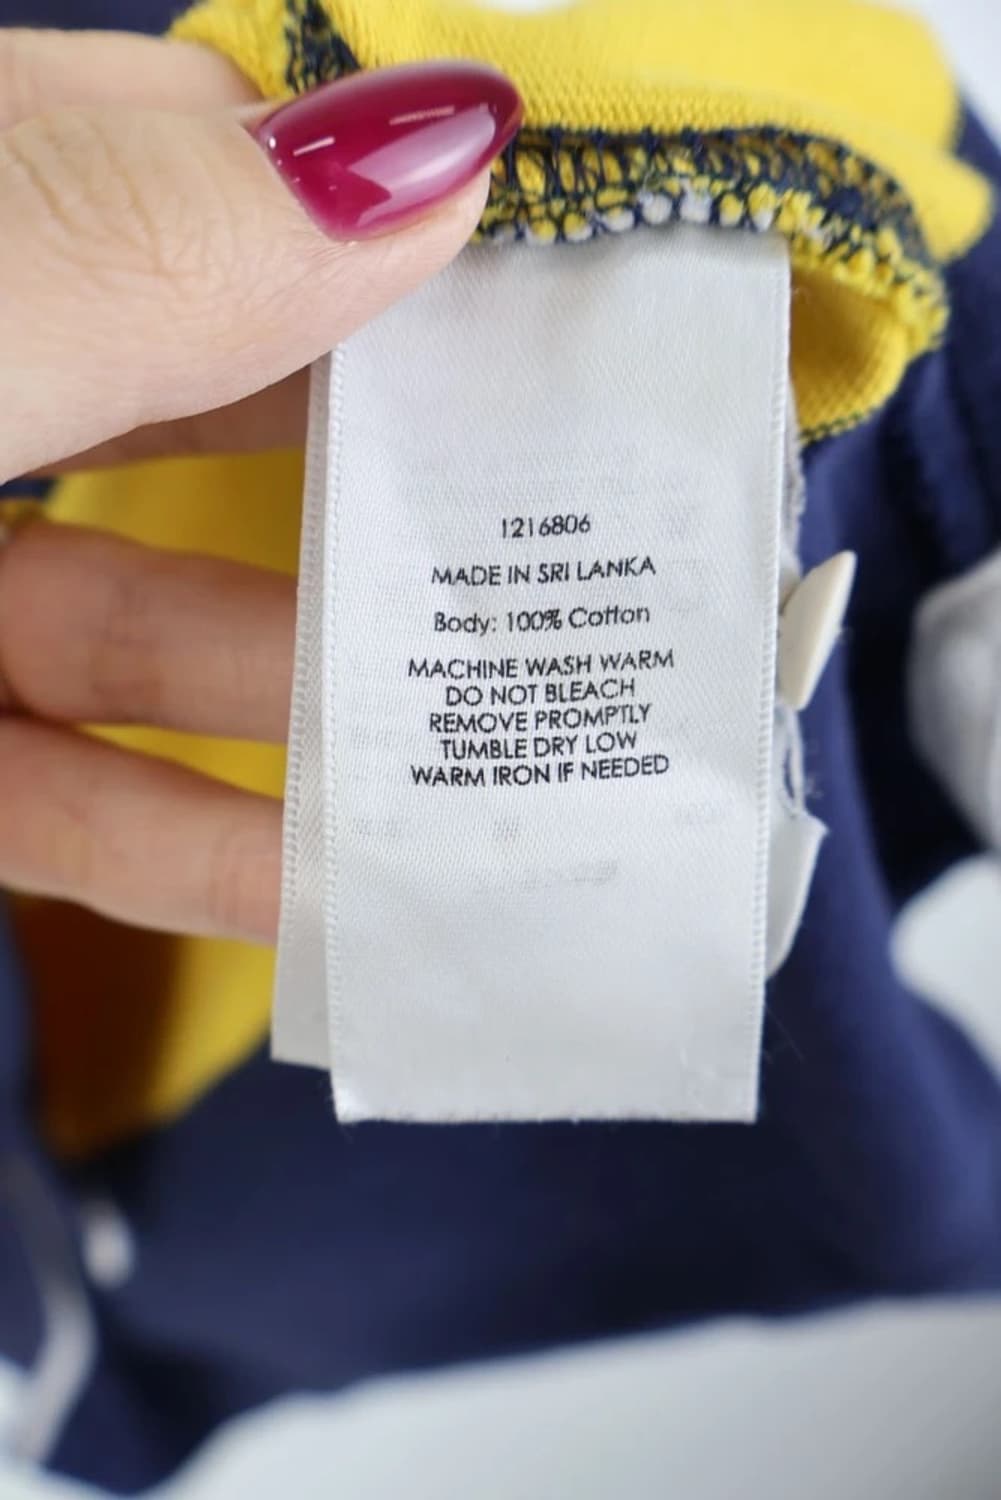 1216806
MADE IN SRI LANKA
Body: 100% Cotton
MACHINE WASH WARM
DO NOT BLEACH
REMOVE PROMPTLY
TUMBLE DRY LOW
WARM IRON IF NEEDED